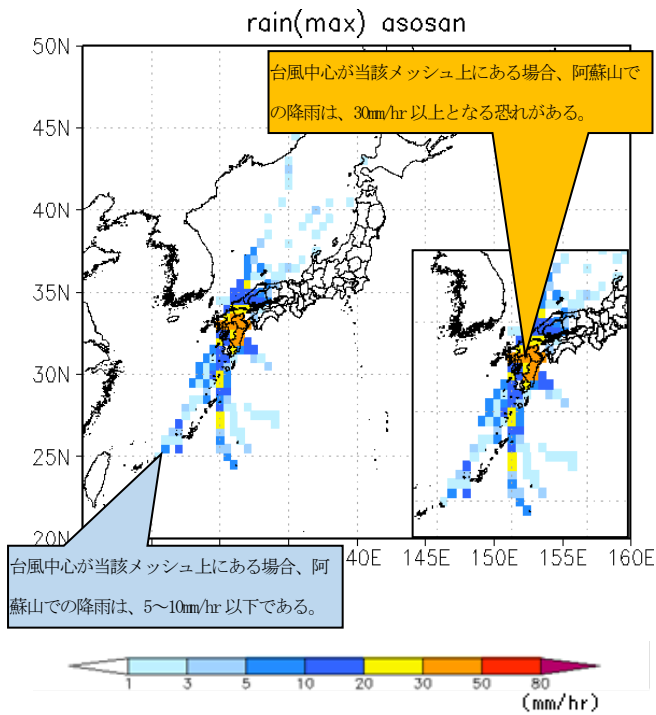 rain(max) asosan
50N
台風中心が当該メッシュ上にある場合、阿蘇山で
の降雨は、30mm/hr 以上となる恐れがある。
45N
40N
35N
30N
25N
20N
40E 145E 150E 155E 160E
台風中心が当該メッシュ上にある場合、阿
蘇山での降雨は、5～10mm/hr 以下である。
1 3 5 10 20 30 50 80
(mm/hr)